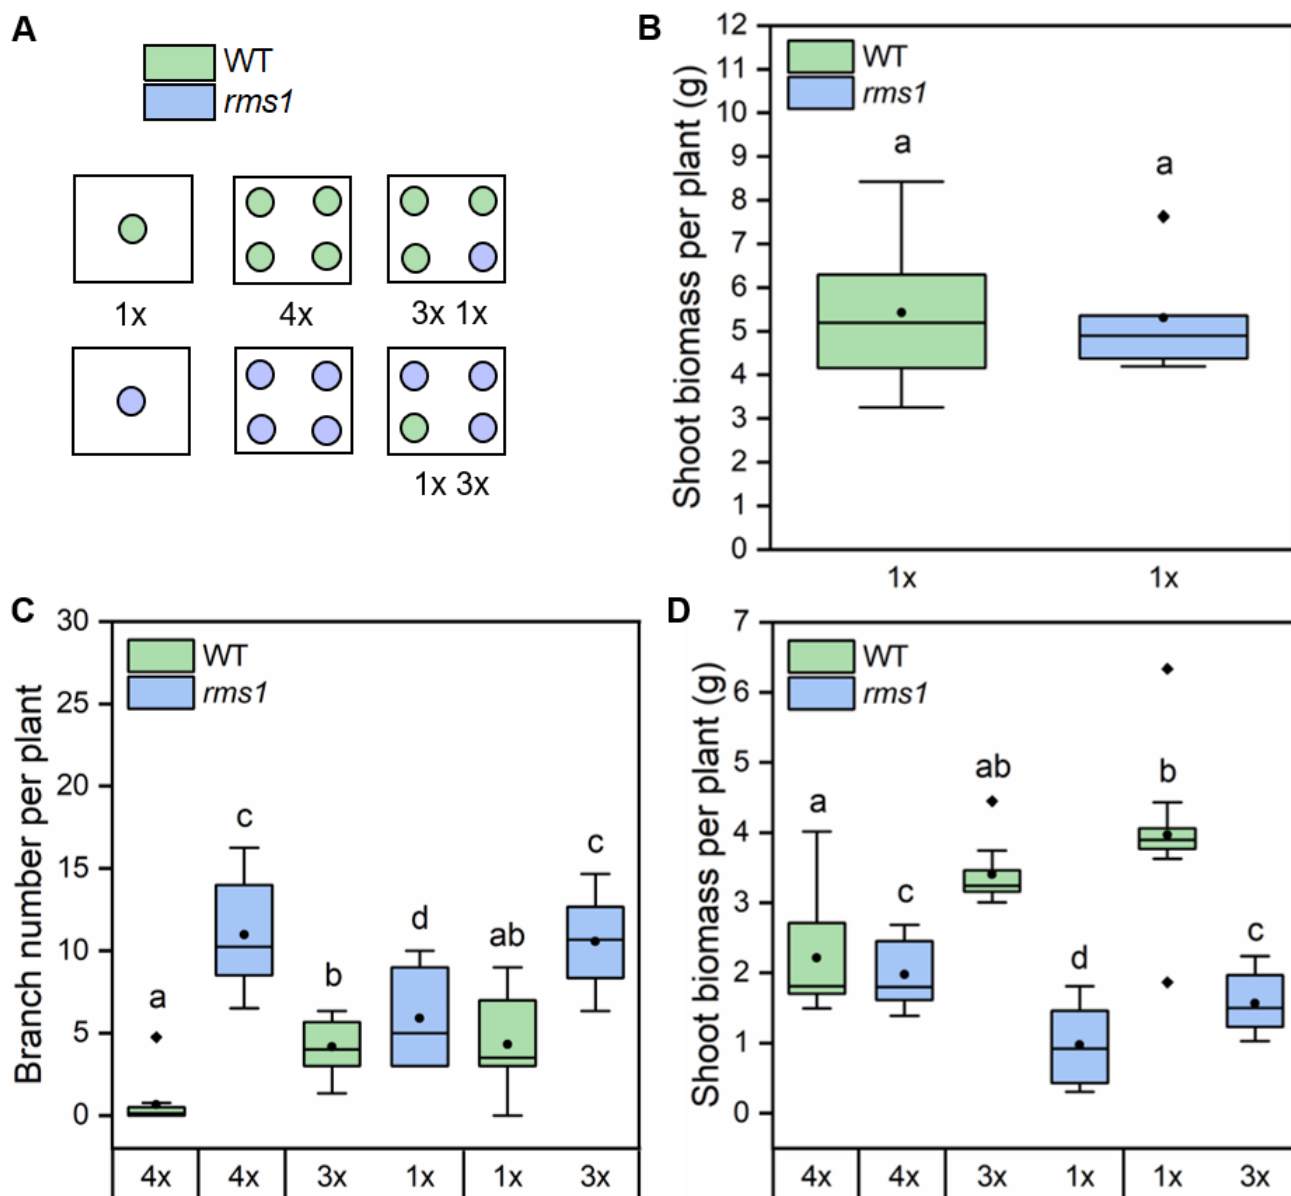 A
WT
rms1
1x
4x
3x 1x
1x 3x
B
Shoot biomass per plant (g)
12
11
10
9
8
7
6
5
4
3
2
1
0
WT
rms1
a
a
1x
1x
C
Branch number per plant
30
25
20
15
10
5
0
WT
rms1
a
c
b
d
ab
c
4x
4x
3x
1x
1x
3x
D
Shoot biomass per plant (g)
7
6
5
4
3
2
1
0
WT
rms1
a
c
ab
d
b
c
4x
4x
3x
1x
1x
3x